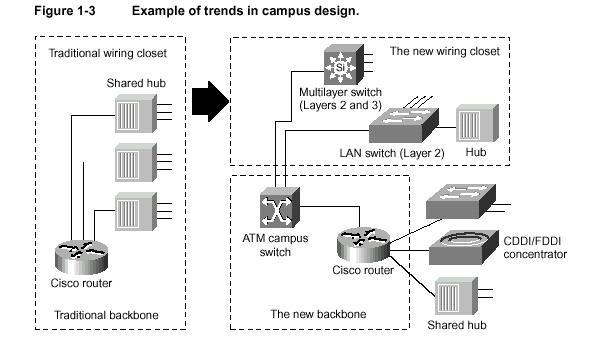 Figure 1-3 Example of trends in campus design.
Traditional wiring closet
Shared hub
Cisco router
Traditional backbone
The new wiring closet
Si
Multilayer switch
(Layers 2 and 3)
LAN switch (Layer 2)
Hub
ATM campus
switch
Cisco router
CDDI/FDDI
concentrator
The new backbone
Shared hub